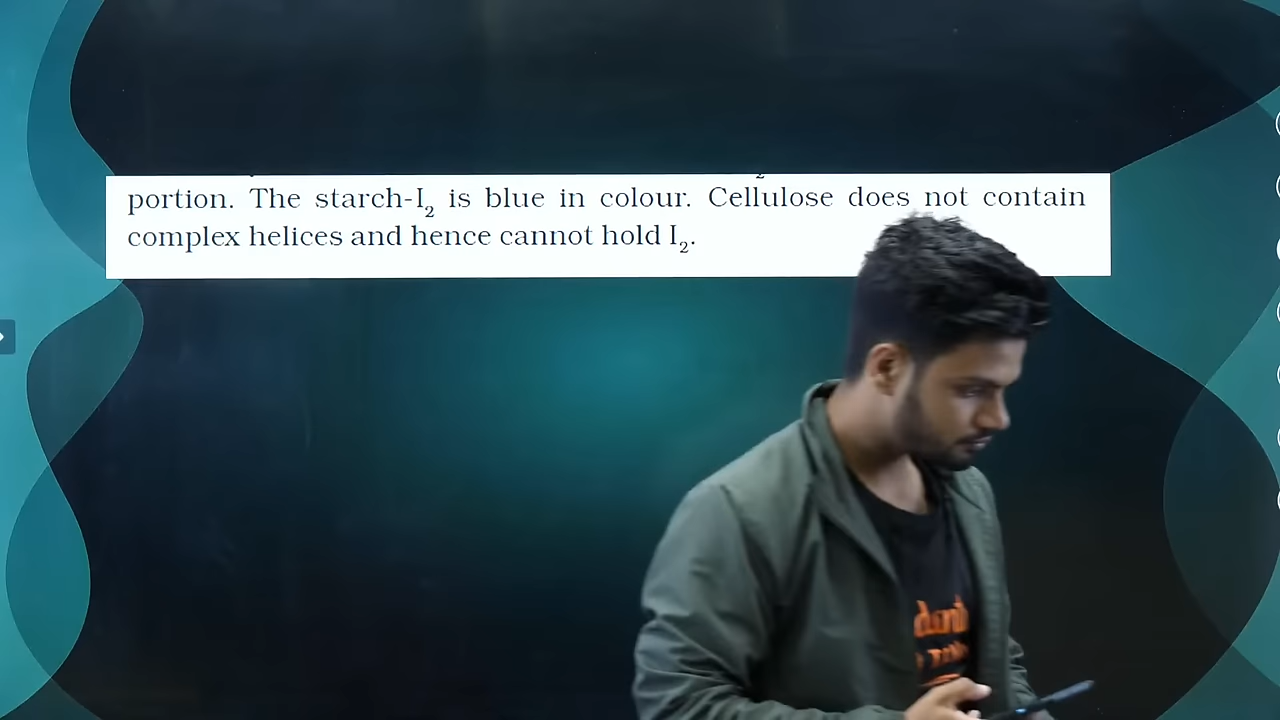 portion. The starch-I₂ is blue in colour. Cellulose does not contain
complex helices and hence cannot hold I₂.